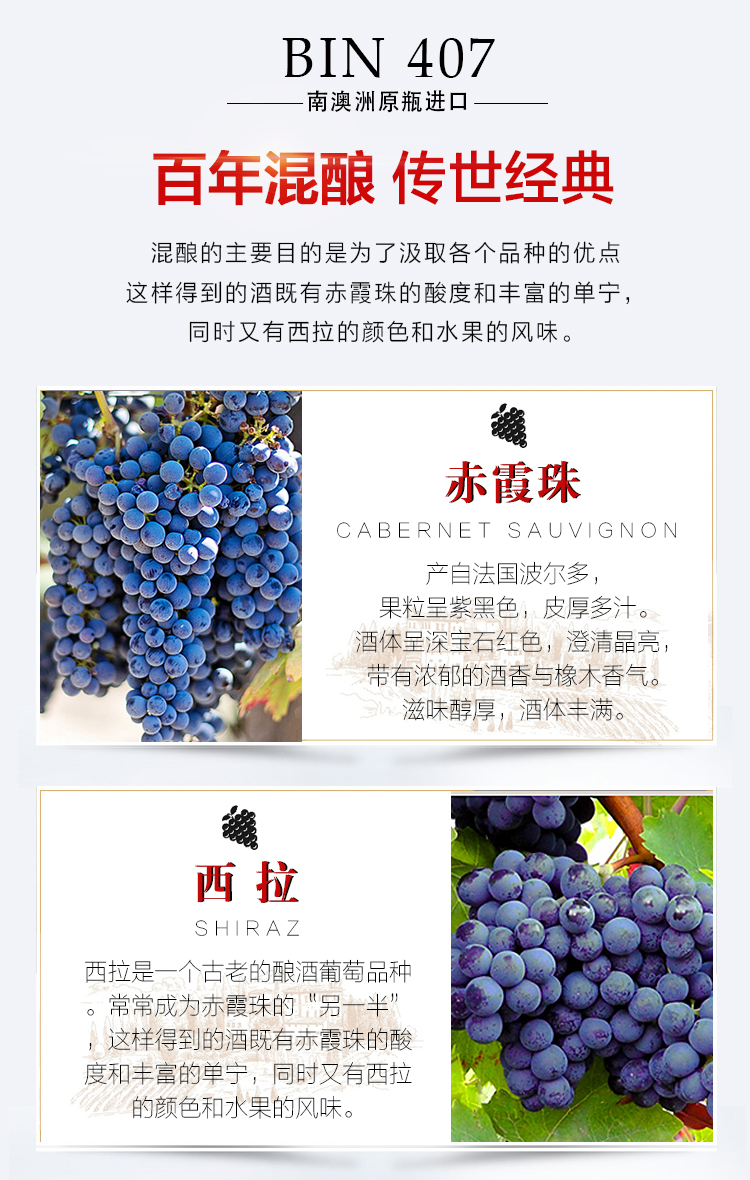 BIN 407
南澳洲原瓶进口
百年混酿 传世经典
混酿的主要目的是为了汲取各个品种的优点
这样得到的酒既有赤霞珠的酸度和丰富的单宁，
同时又有西拉的颜色和水果的风味。
赤霞珠
CABERNET SAUVIGNON
产自法国波尔多，
果粒呈紫黑色，皮厚多汁。
酒体呈深宝石红色，澄清晶亮，
带有浓郁的酒香与橡木香气。
滋味醇厚，酒体丰满。
西拉
SHIRAZ
西拉是一个古老的酿酒葡萄品种
。常常成为赤霞珠的“另一半”
，这样得到的酒既有赤霞珠的酸
度和丰富的单宁，同时又有西拉
的颜色和水果的风味。